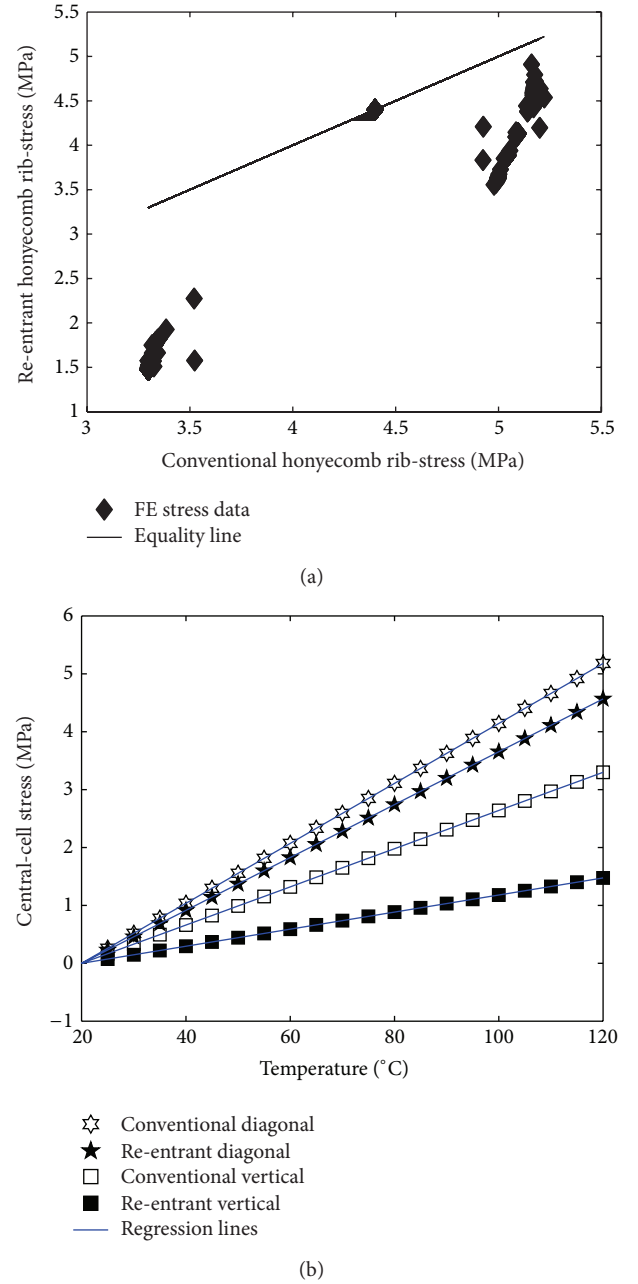 5.5
5
4.5
4
3.5
3
2.5
2
1.5
1
Re-entrant honyecomb rib-stress (MPa)
3 3.5 4 4.5 5 5.5
Conventional honyecomb rib-stress (MPa)
FE stress data
Equality line
(a)
6
5
4
3
2
1
0
−1
Central-cell stress (MPa)
20 40 60 80 100 120
Temperature (°C)
Conventional diagonal
Re-entrant diagonal
Conventional vertical
Re-entrant vertical
Regression lines
(b)